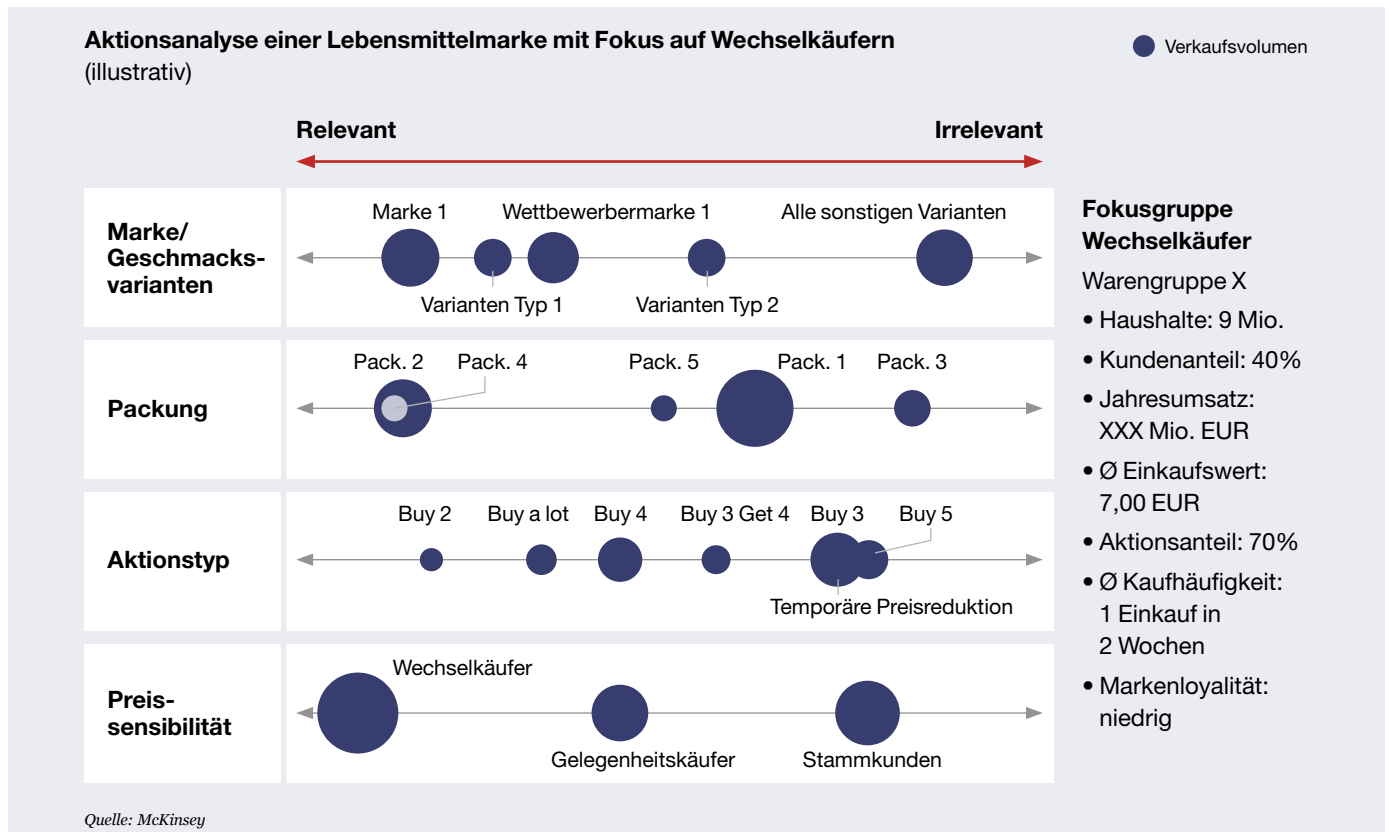 Aktionsanalyse einer Lebensmittelmarke mit Fokus auf Wechselkäufern
(illustrativ)
Verkaufsvolumen
Relevant
Irrelevant
Marke/
Geschmacks-
varianten
Marke 1
Wettbewerbermarke 1
Alle sonstigen Varianten
Varianten Typ 1
Varianten Typ 2
Packung
Pack. 2
Pack. 4
Pack. 5
Pack. 1
Pack. 3
Aktionstyp
Buy 2
Buy a lot
Buy 4
Buy 3 Get 4
Buy 3
Buy 5
Temporäre Preisreduktion
Preis-
sensibilität
Wechselkäufer
Gelegenheitskäufer
Stammkunden
Fokusgruppe
Wechselkäufer
Warengruppe X
• Haushalte: 9 Mio.
• Kundenanteil: 40%
• Jahresumsatz:
XXX Mio. EUR
• Ø Einkaufswert:
7,00 EUR
• Aktionsanteil: 70%
• Ø Kaufhäufigkeit:
1 Einkauf in
2 Wochen
• Markenloyalität:
niedrig
Quelle: McKinsey